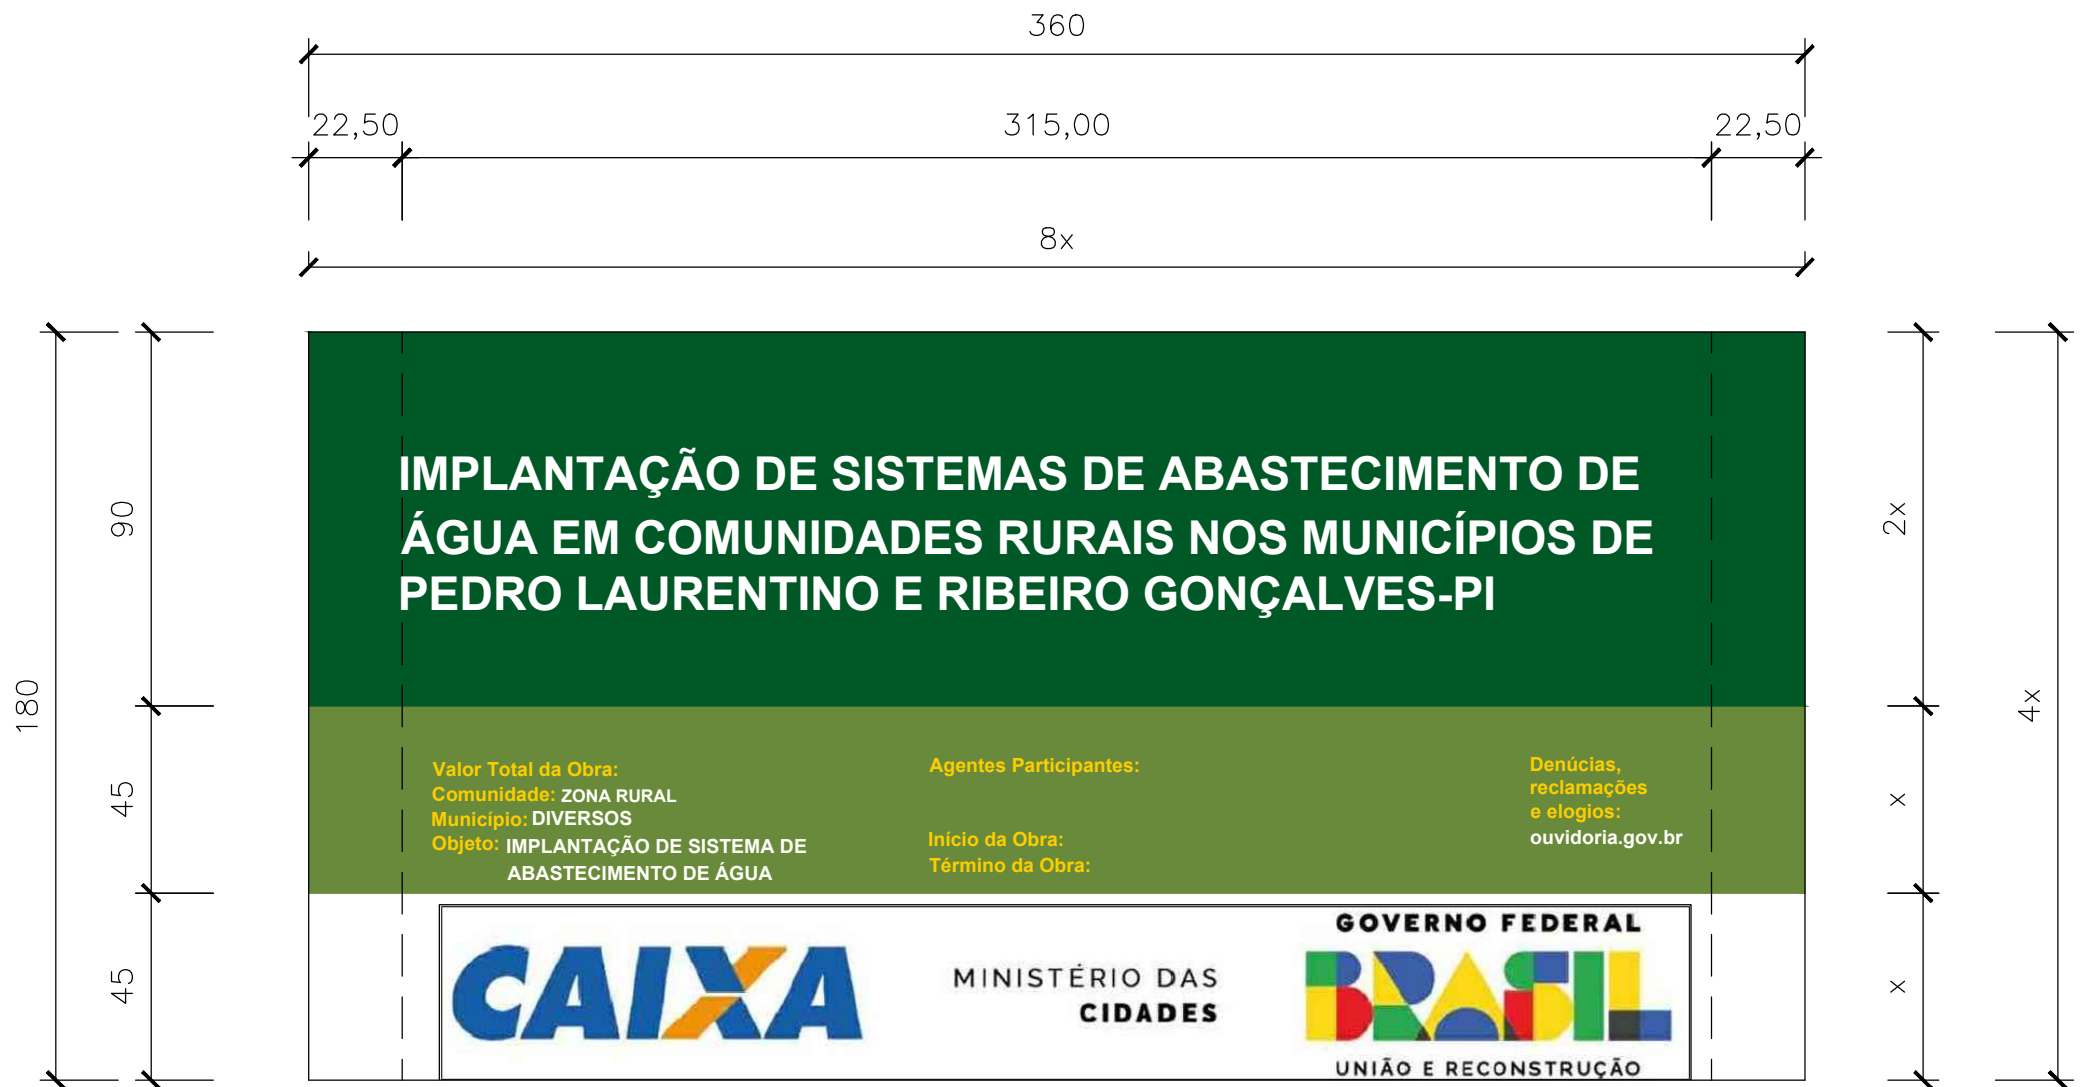 360
22,50
315,00
22,50
8x
IMPLANTAÇÃO DE SISTEMAS DE ABASTECIMENTO DE
ÁGUA EM COMUNIDADES RURAIS NOS MUNICÍPIOS DE
PEDRO LAURENTINO E RIBEIRO GONÇALVES-PI
180
90
45
45
2x
x
x
4x
Valor Total da Obra:
Comunidade: ZONA RURAL
Município: DIVERSOS
Objeto: IMPLANTAÇÃO DE SISTEMA DE
ABASTECIMENTO DE ÁGUA
Agentes Participantes:
Início da Obra:
Término da Obra:
Denúcias,
reclamações
e elogios:
ouvidoria.gov.br
CAIXA
MINISTÉRIO DAS
CIDADES
GOVERNO FEDERAL
BRASIL
UNIÃO E RECONSTRUÇÃO